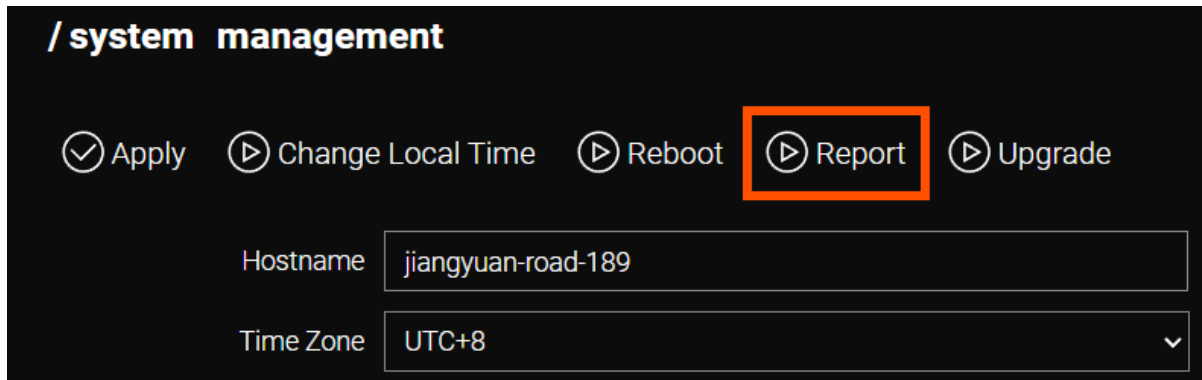 / system management
Apply Change Local Time Reboot Report Upgrade
Hostname jiangyuan-road-189
Time Zone UTC+8